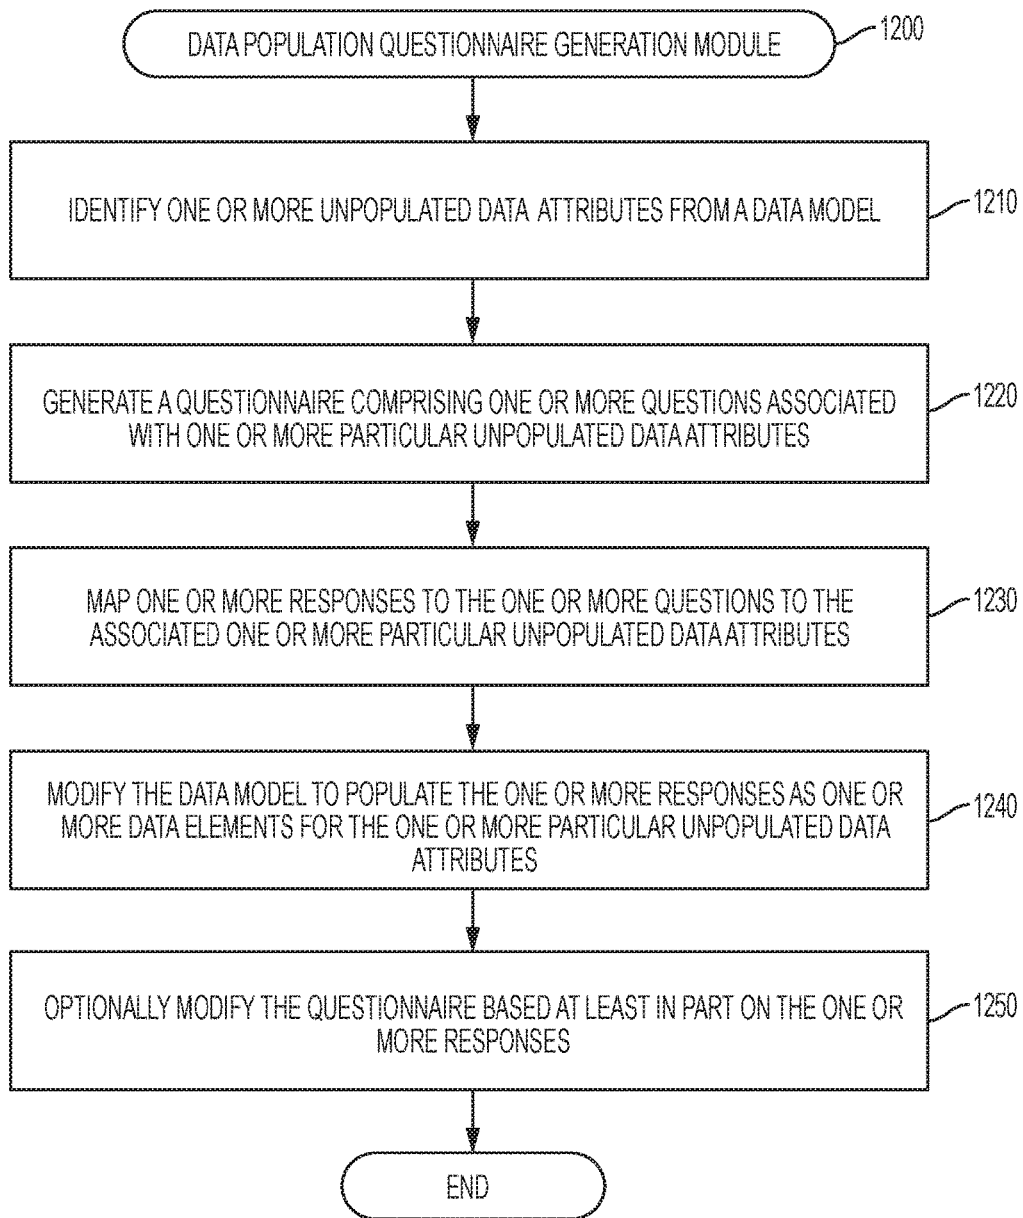 DATA POPULATION QUESTIONNAIRE GENERATION MODULE
1200
IDENTIFY ONE OR MORE UNPOPULATED DATA ATTRIBUTES FROM A DATA MODEL
1210
GENERATE A QUESTIONNAIRE COMPRISING ONE OR MORE QUESTIONS ASSOCIATED
WITH ONE OR MORE PARTICULAR UNPOPULATED DATA ATTRIBUTES
1220
MAP ONE OR MORE RESPONSES TO THE ONE OR MORE QUESTIONS TO THE
ASSOCIATED ONE OR MORE PARTICULAR UNPOPULATED DATA ATTRIBUTES
1230
MODIFY THE DATA MODEL TO POPULATE THE ONE OR MORE RESPONSES AS ONE OR
MORE DATA ELEMENTS FOR THE ONE OR MORE PARTICULAR UNPOPULATED DATA
ATTRIBUTES
1240
OPTIONALLY MODIFY THE QUESTIONNAIRE BASED AT LEAST IN PART ON THE ONE OR
MORE RESPONSES
1250
END